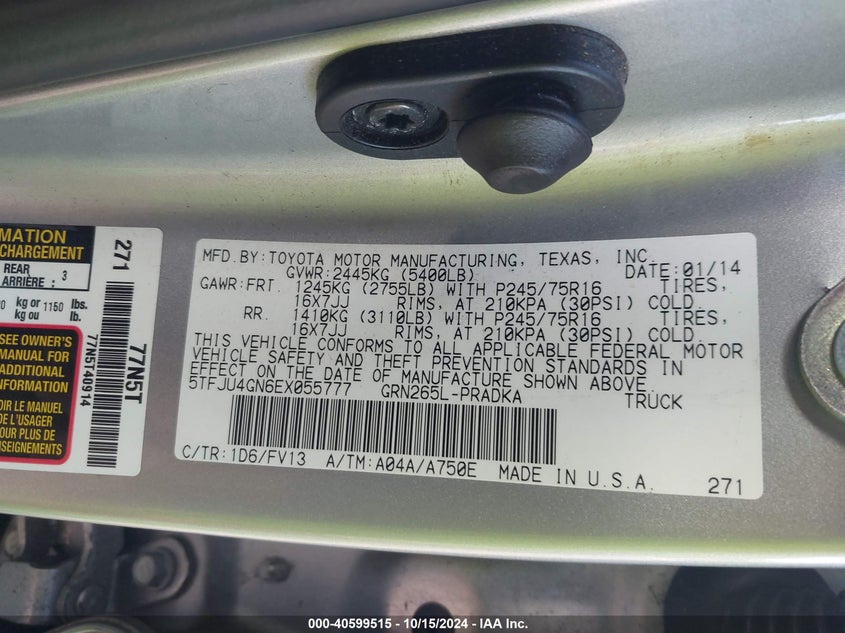 MATION
CHARGEMENT
REAR
ARRIÈRE : 3
kg or 1150 lbs.
kg ou lb.
SEE OWNER'S
MANUAL FOR
ADDITIONAL
INFORMATION
LE MANUEL
DE L'USAGER
POUR PLUS DE
271
77N5T40914
77N5T
MFD.BY:TOYOTA MOTOR MANUFACTURING, TEXAS, INC.
GVWR:2445KG (5400LB) DATE:01/14
GAWR:FRT. 1245KG (2755LB) WITH P245/75R16 TIRES,
16X7JJ RIMS, AT 210KPA (30PSI) COLD.
RR. 1410KG (3110LB) WITH P245/75R16 TIRES,
16X7JJ RIMS, AT 210KPA (30PSI) COLD.
THIS VEHICLE CONFORMS TO ALL APPLICABLE FEDERAL MOTOR
VEHICLE SAFETY AND THEFT PREVENTION STANDARDS IN
EFFECT ON THE DATE OF MANUFACTURE SHOWN ABOVE.
5TFJU4GN6EX055777 GRN265L-PRADKA TRUCK
C/TR:1D6/FV13 A/TM:A04A/A750E MADE IN U.S.A. 271
000-40599515 - 10/15/2024 - IAA Inc.